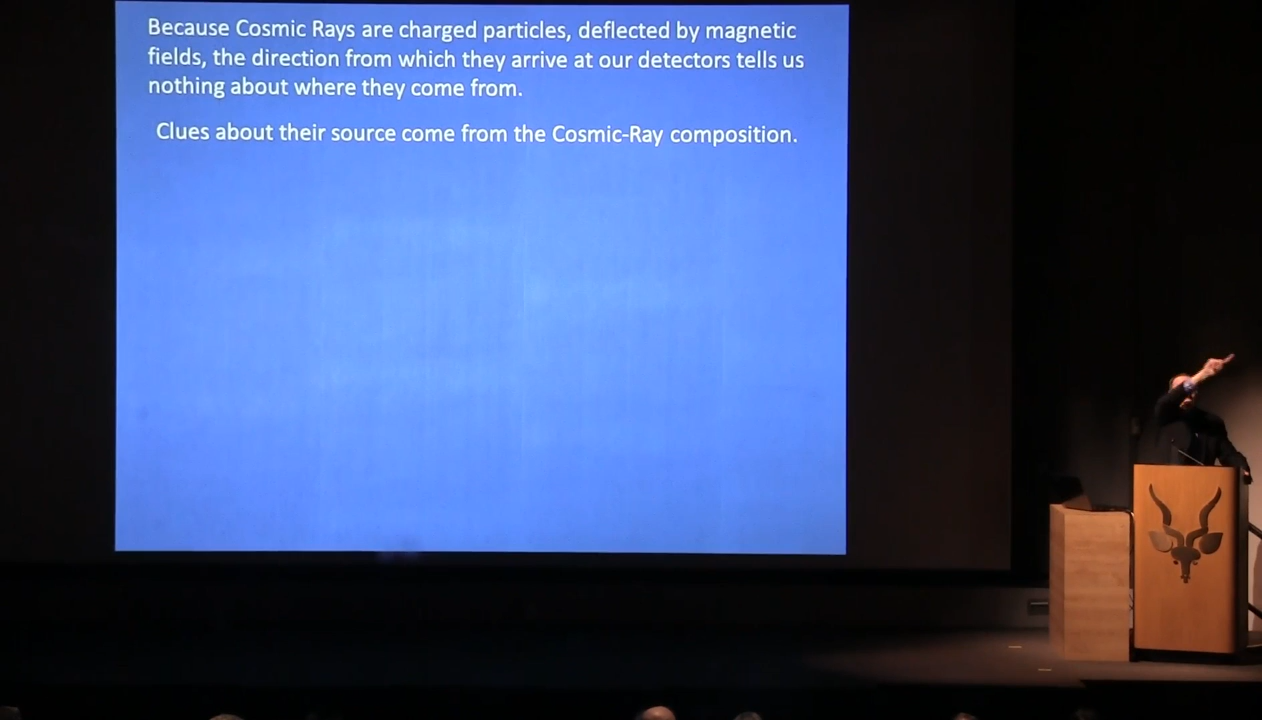 Because Cosmic Rays are charged particles, deflected by magnetic
fields, the direction from which they arrive at our detectors tells us
nothing about where they come from.
Clues about their source come from the Cosmic-Ray composition.